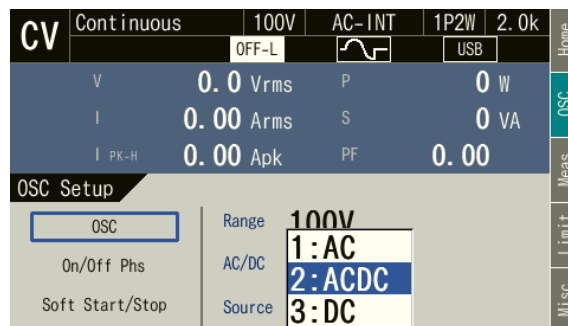 CV Continuous 100V AC-INT 1P2W 2.0k
OFF-L USB
V 0.0 Vrms P 0 W
I 0.00 Arms S 0 VA
I PK-H 0.00 Apk PF 0.00
OSC Setup
OSC
On/Off Phs
Soft Start/Stop
Range 100V
AC/DC
Source
1:AC
2:ACDC
3:DC
Home
OSC
Meas
Limit
Misc